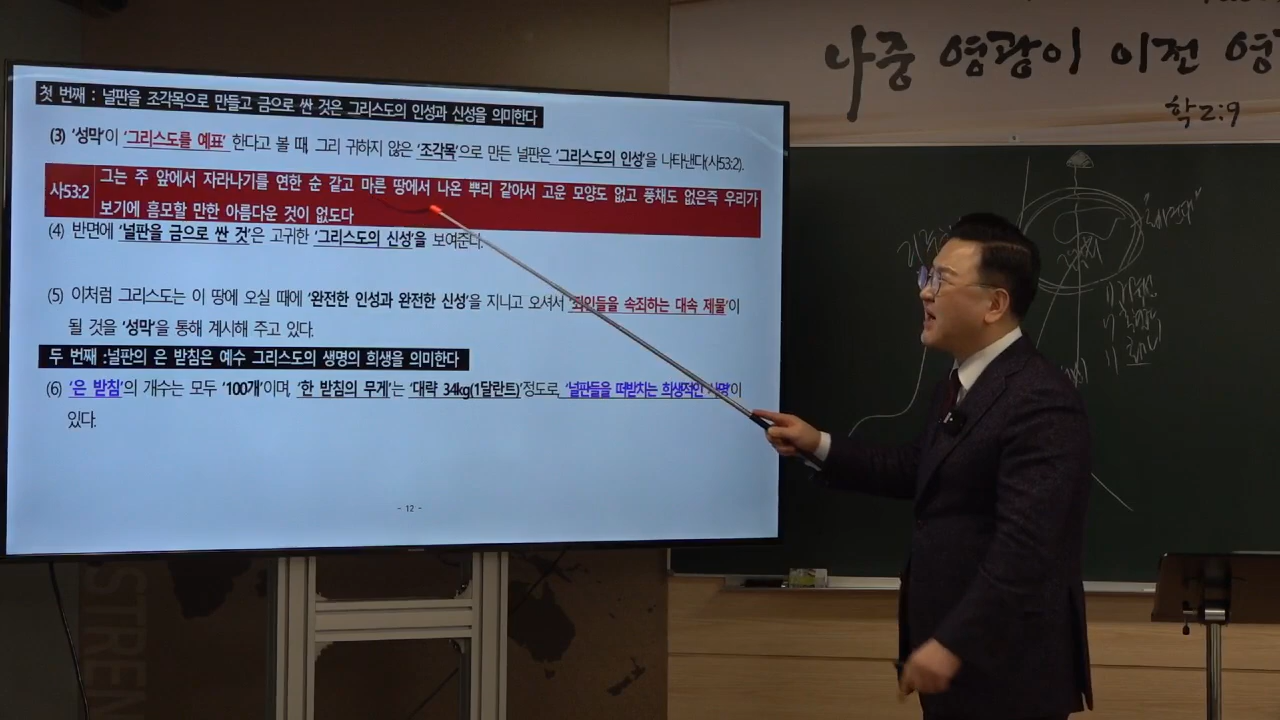 첫 번째 : 널판을 조각목으로 만들고 금으로 싼 것은 그리스도의 인성과 신성을 의미한다
(3) '성막'이 '그리스도를 예표' 한다고 볼 때, 그리 귀하지 않은 '조각목'으로 만든 널판은 '그리스도의 인성'을 나타낸다(사53:2).
사53:2 그는 주 앞에서 자라나기를 연한 순 같고 마른 땅에서 나온 뿌리 같아서 고운 모양도 없고 풍채도 없은즉 우리가
보기에 흠모할 만한 아름다운 것이 없도다
(4) 반면에 '널판을 금으로 싼 것'은 고귀한 '그리스도의 신성'을 보여준다.
(5) 이처럼 그리스도는 이 땅에 오실 때에 '완전한 인성과 완전한 신성'을 지니고 오셔서 '죄인들을 속죄하는 대속 제물'이
될 것을 '성막'을 통해 계시해 주고 있다.
두 번째 :널판의 은 받침은 예수 그리스도의 생명의 희생을 의미한다
(6) '은 받침'의 개수는 모두 '100개'이며, '한 받침의 무게'는 '대략 34kg(1달란트)'정도로, '널판들을 떠받치는 희생적인 사명'이
있다.
- 12 -
나중 영광이 이전 영
학2:9
STREN